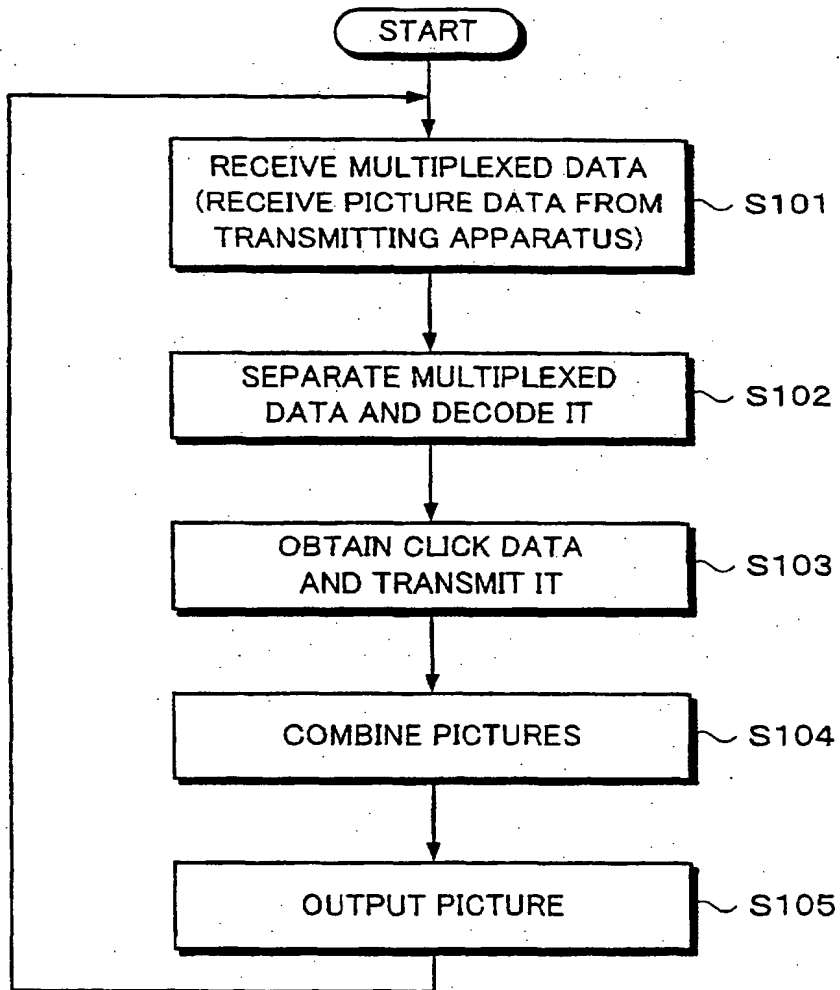 START
RECEIVE MULTIPLEXED DATA
(RECEIVE PICTURE DATA FROM
TRANSMITTING APPARATUS)
S101
SEPARATE MULTIPLEXED
DATA AND DECODE IT
S102
OBTAIN CLICK DATA
AND TRANSMIT IT
S103
COMBINE PICTURES
S104
OUTPUT PICTURE
S105